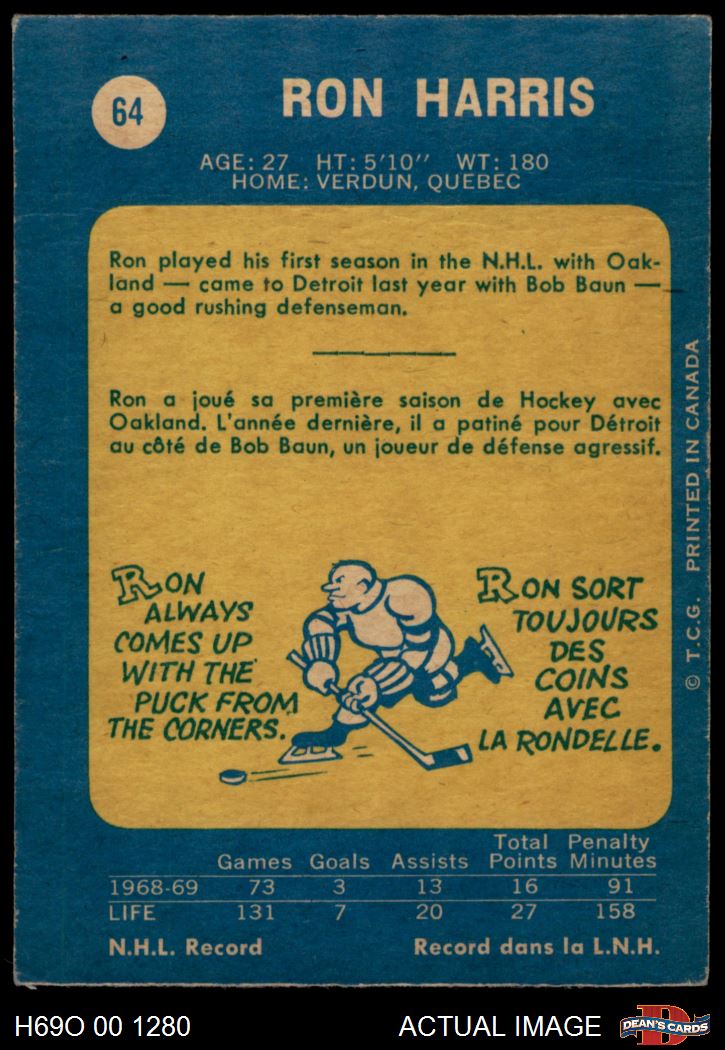 64
RON HARRIS
AGE: 27 HT: 5'10" WT: 180
HOME: VERDUN, QUEBEC
Ron played his first season in the N.H.L. with Oak-
land — came to Detroit last year with Bob Baun —
a good rushing defenseman.
Ron a joué sa première saison de Hockey avec
Oakland. L'année dernière, il a patiné pour Détroit
au côté de Bob Baun, un joueur de défense agressif.
RON
ALWAYS
COMES UP
WITH THE
PUCK FROM
THE CORNERS.
RON SORT
TOUJOURS
DES
COINS
AVEC
LA RONDELLE.
© T.C.G. PRINTED IN CANADA
Total Penalty
Games Goals Assists Points Minutes
1968-69 73 3 13 16 91
LIFE 131 7 20 27 158
N.H.L. Record Record dans la L.N.H.
H69O 00 1280 ACTUAL IMAGE
D
DEAN'S CARDS